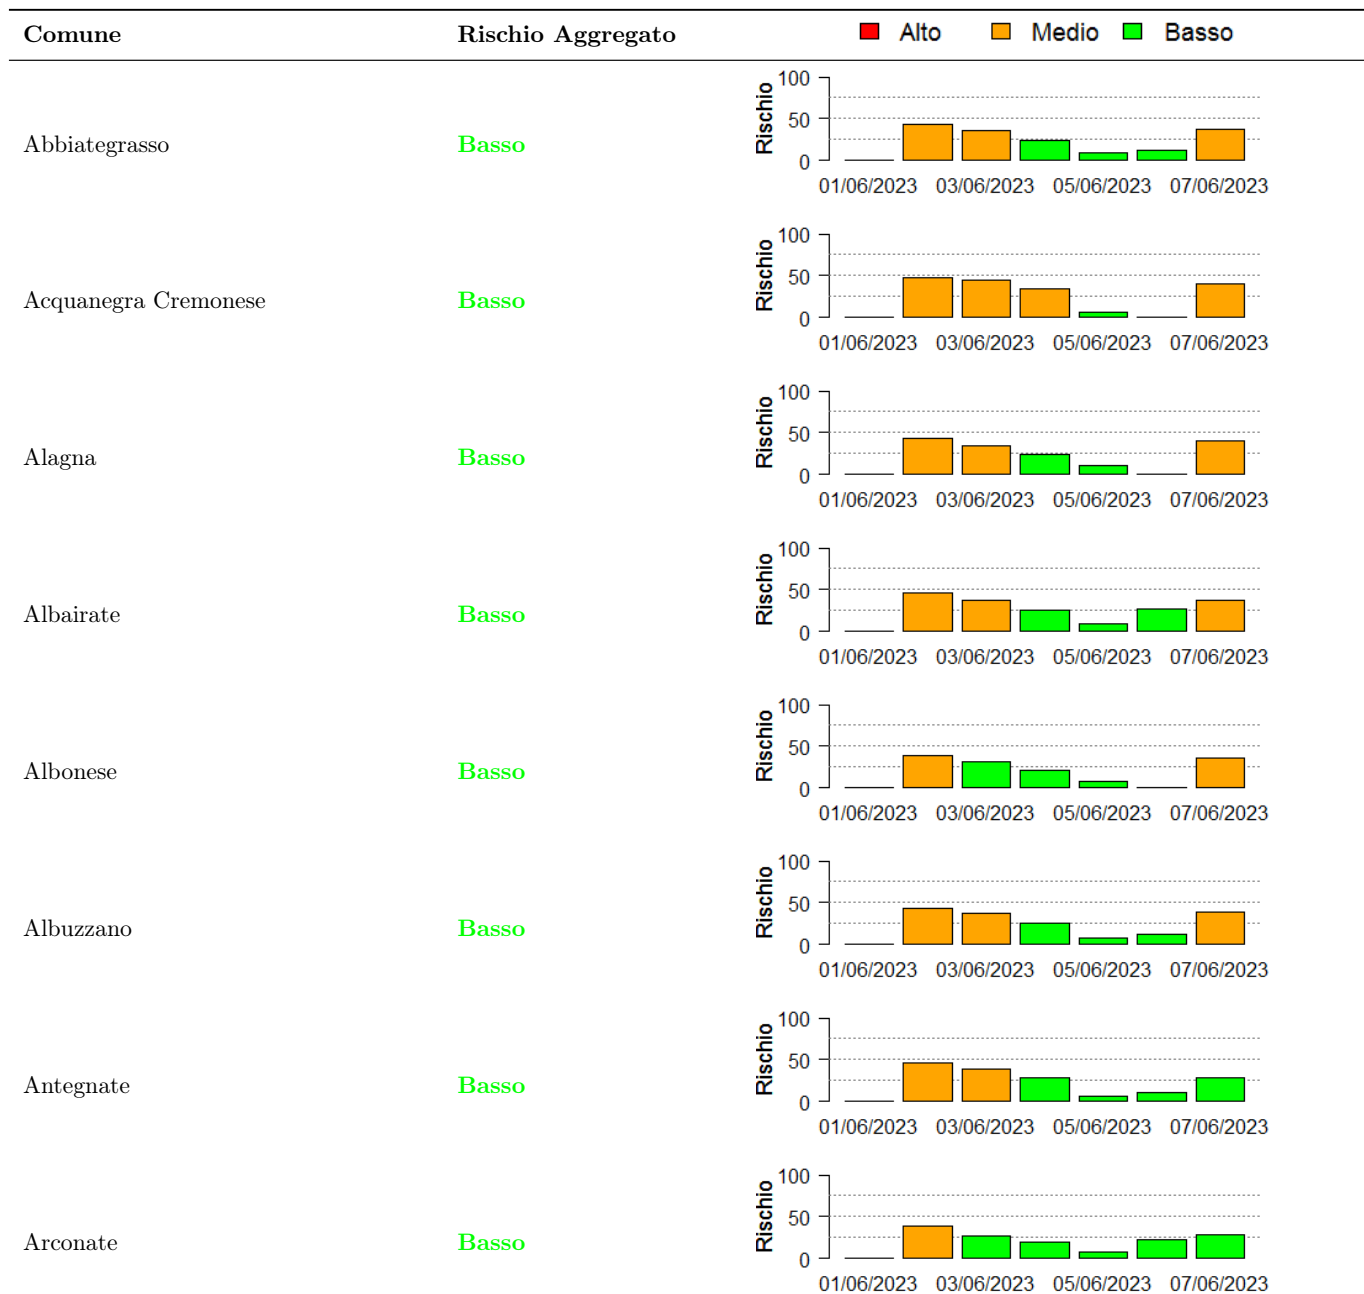 Comune Rischio Aggregato Alto Medio Basso
Abbiategrasso Basso Rischio 100 50 0
01/06/2023 03/06/2023 05/06/2023 07/06/2023
Acquanegra Cremonese Basso Rischio 100 50 0
01/06/2023 03/06/2023 05/06/2023 07/06/2023
Alagna Basso Rischio 100 50 0
01/06/2023 03/06/2023 05/06/2023 07/06/2023
Albairate Basso Rischio 100 50 0
01/06/2023 03/06/2023 05/06/2023 07/06/2023
Albonese Basso Rischio 100 50 0
01/06/2023 03/06/2023 05/06/2023 07/06/2023
Albuzzano Basso Rischio 100 50 0
01/06/2023 03/06/2023 05/06/2023 07/06/2023
Antegnate Basso Rischio 100 50 0
01/06/2023 03/06/2023 05/06/2023 07/06/2023
Arconate Basso Rischio 100 50 0
01/06/2023 03/06/2023 05/06/2023 07/06/2023